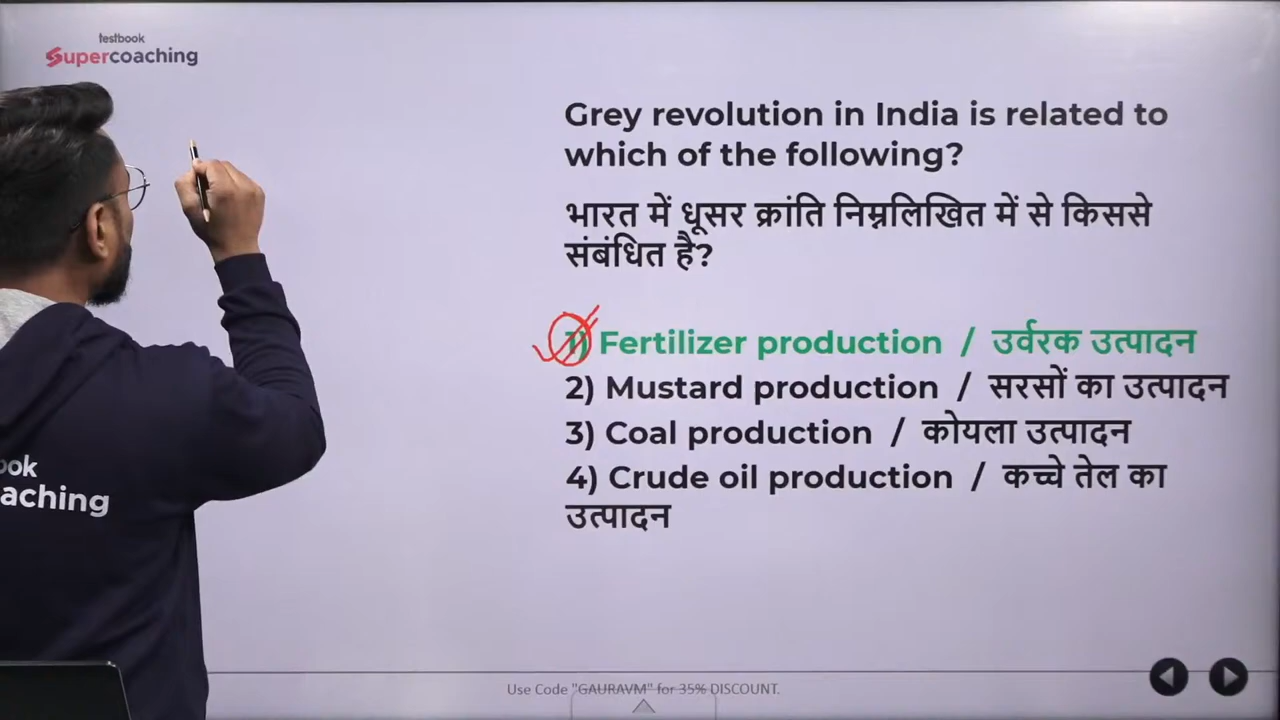 testbook
Supercoaching
Grey revolution in India is related to
which of the following?
भारत में धूसर क्रांति निम्नलिखित में से किससे
संबंधित है?
1) Fertilizer production / उर्वरक उत्पादन
2) Mustard production / सरसों का उत्पादन
3) Coal production / कोयला उत्पादन
4) Crude oil production / कच्चे तेल का
उत्पादन
ook
aching
Use Code "GAURAVM" for 35% DISCOUNT.